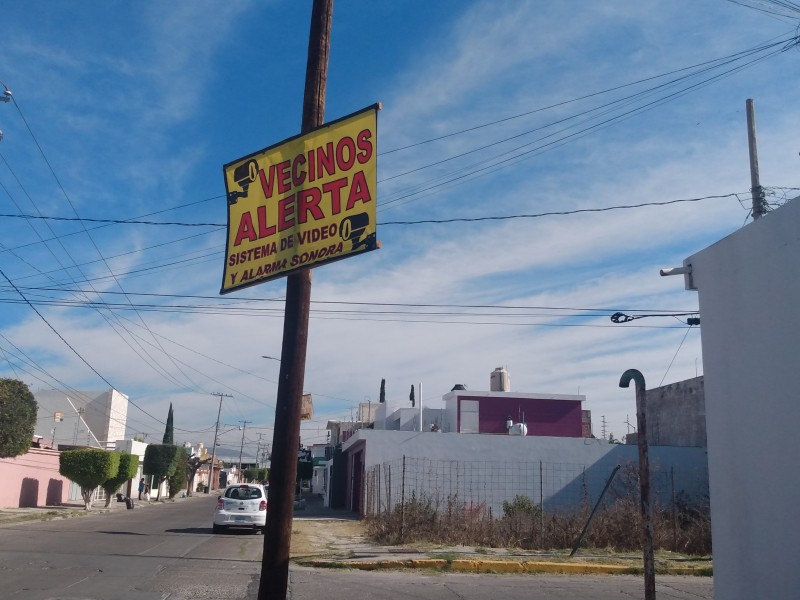 VECINOS
ALERTA
SISTEMA DE VIDEO
Y ALARMA SONORA